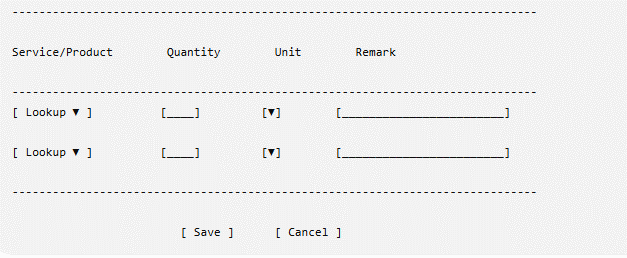 ------------------------------------------------------------------------------
Service/Product        Quantity        Unit        Remark
------------------------------------------------------------------------------
[ Lookup ▼ ]          [____]         [▼]        [________________________]
[ Lookup ▼ ]          [____]         [▼]        [________________________]
------------------------------------------------------------------------------
                         [ Save ]      [ Cancel ]